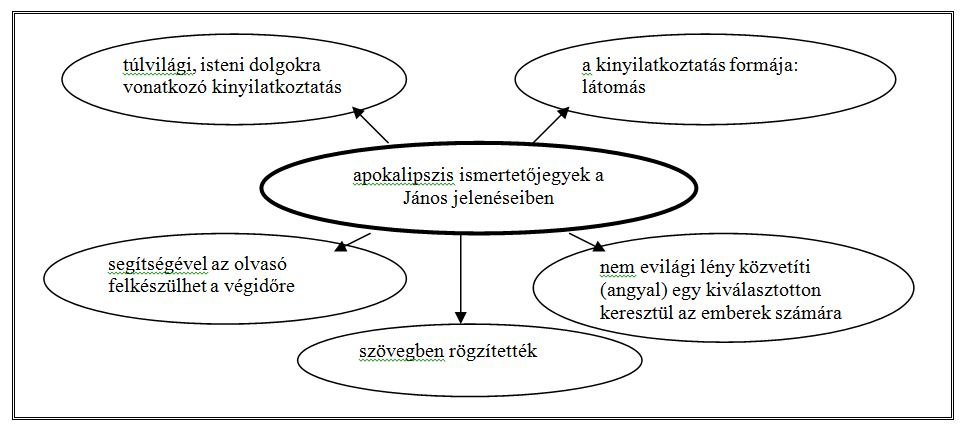 túlvilági, isteni dolgokra
vonatkozó kinyilatkoztatás
a kinyilatkoztatás formája:
látomás
apokalipszis ismertetőjegyek a
János jelenéseiben
segítségével az olvasó
felkészülhet a végidőre
nem evilági lény közvetíti
(angyal) egy kiválasztotton
keresztül az emberek számára
szövegben rögzítették